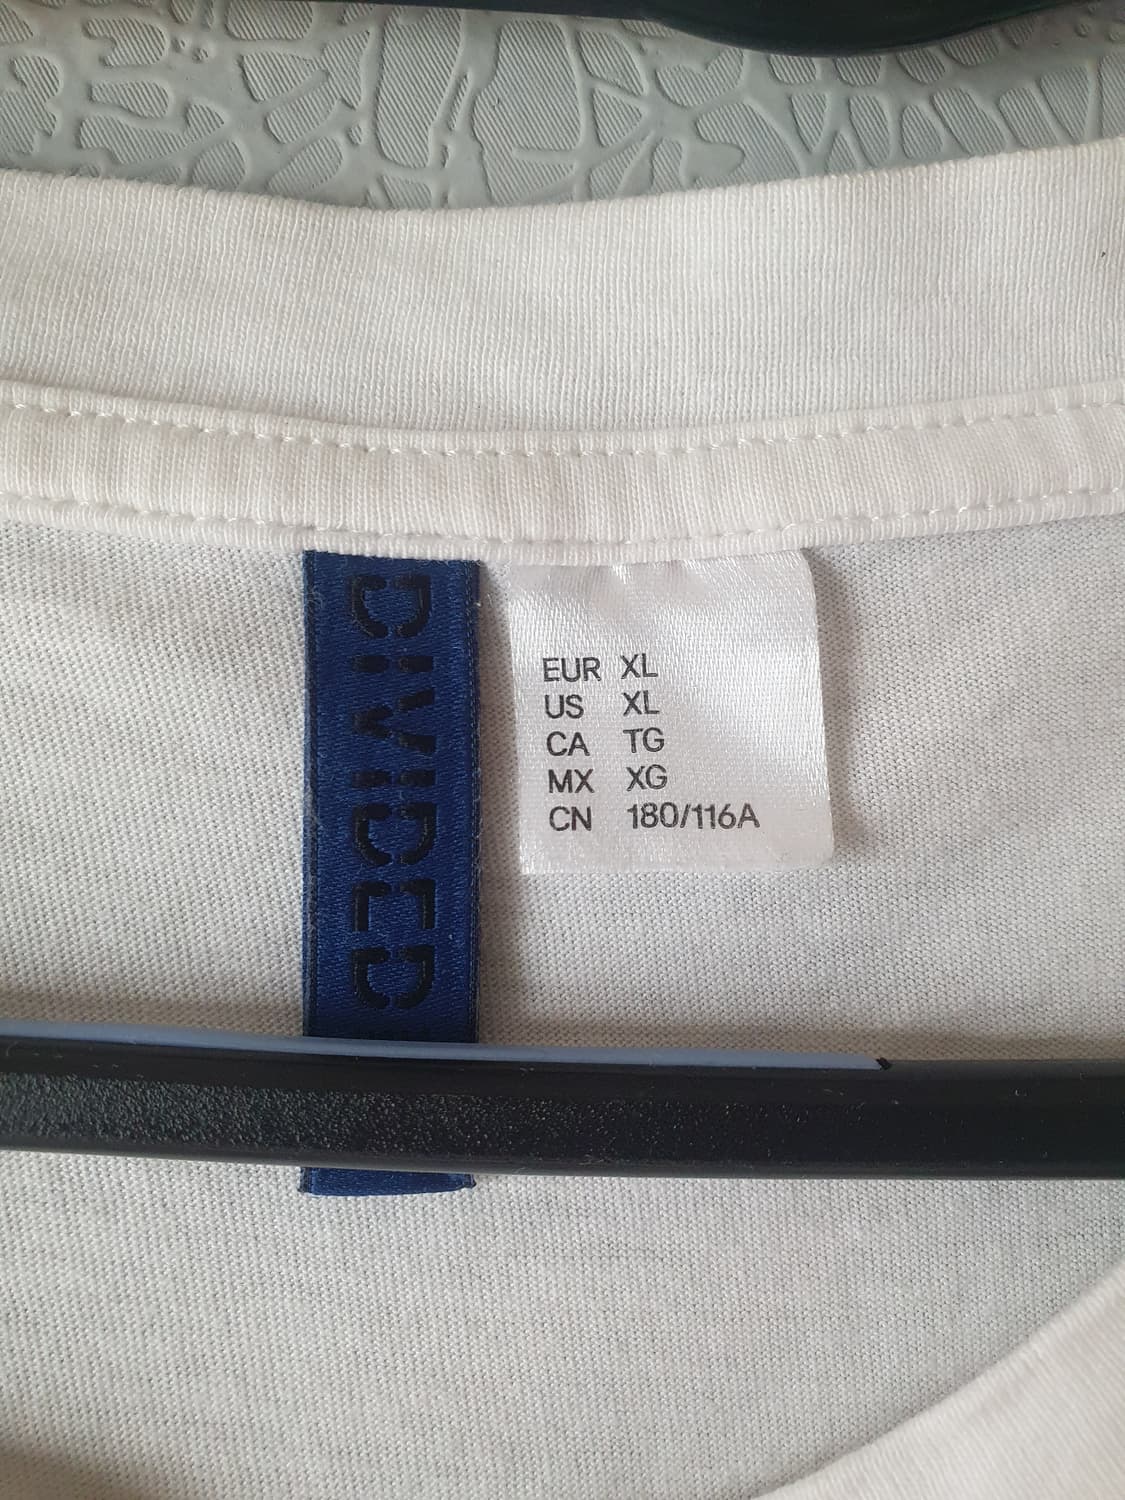 DIVIDED
EUR XL
US XL
CA TG
MX XG
CN 180/116A